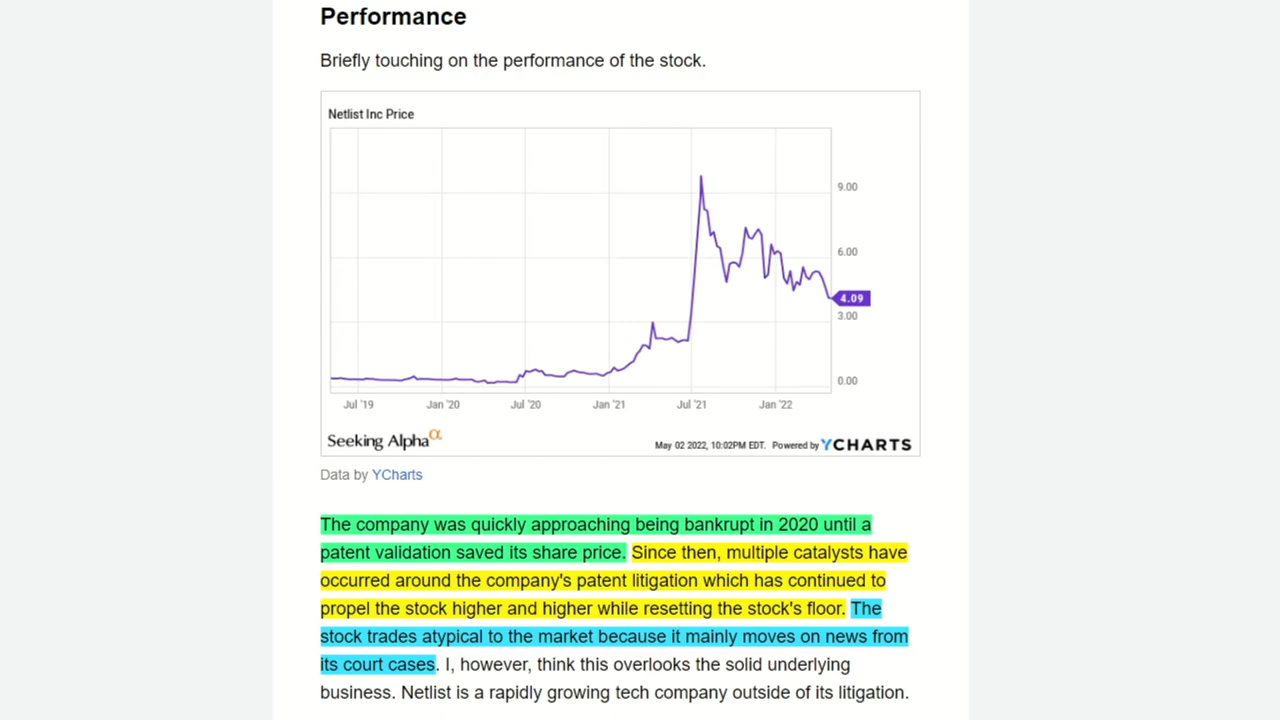 Performance
Briefly touching on the performance of the stock.
Netlist Inc Price
9.00
6.00
4.09
3.00
0.00
Jul '19 Jan '20 Jul '20 Jan '21 Jul '21 Jan '22
Seeking Alphaα
May 02 2022, 10:02PM EDT. Powered by YCHARTS
Data by YCharts
The company was quickly approaching being bankrupt in 2020 until a
patent validation saved its share price. Since then, multiple catalysts have
occurred around the company's patent litigation which has continued to
propel the stock higher and higher while resetting the stock's floor. The
stock trades atypical to the market because it mainly moves on news from
its court cases. I, however, think this overlooks the solid underlying
business. Netlist is a rapidly growing tech company outside of its litigation.